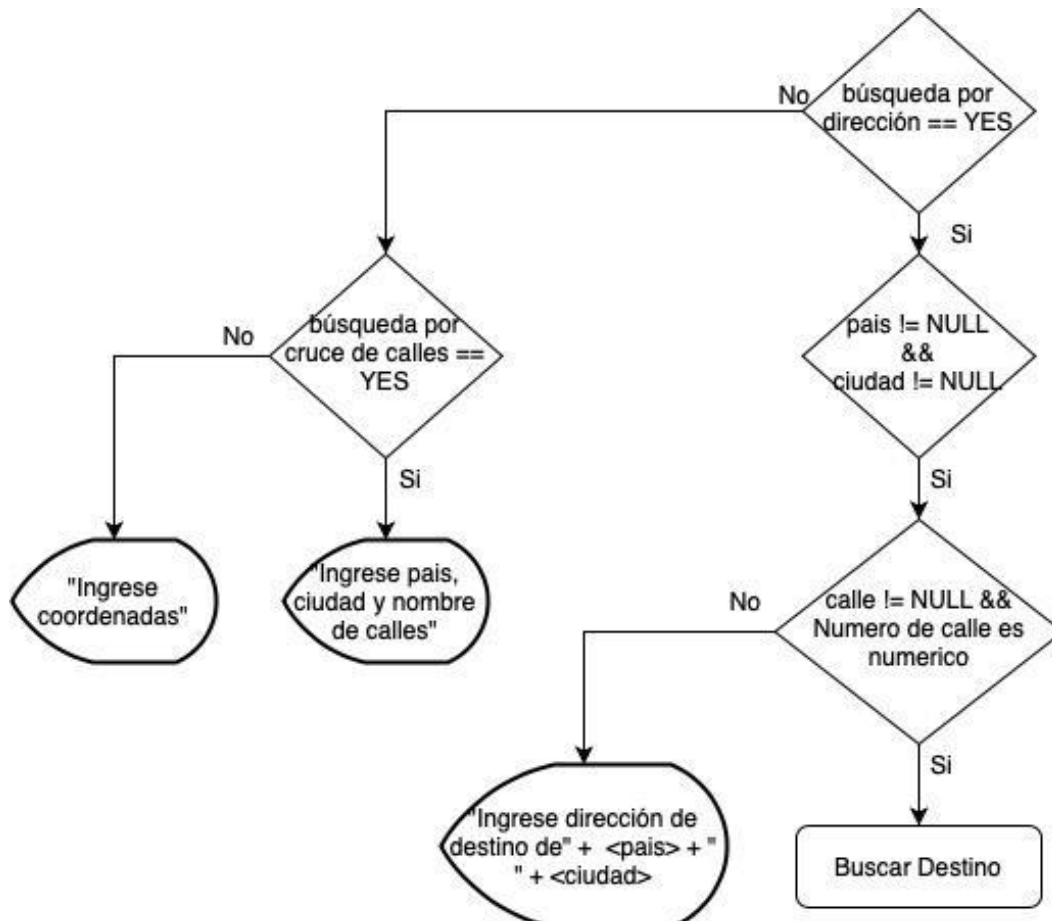 No
búsqueda por
dirección == YES
Si
búsqueda por
cruce de calles ==
YES
No
Si
pais != NULL
&&
ciudad != NULL
Si
"Ingrese
coordenadas"
"Ingrese pais,
ciudad y nombre
de calles"
No
calle != NULL &&
Numero de calle es
numerico
Si
"Ingrese dirección de
destino de" + <pais> + "
" + <ciudad>
Buscar Destino